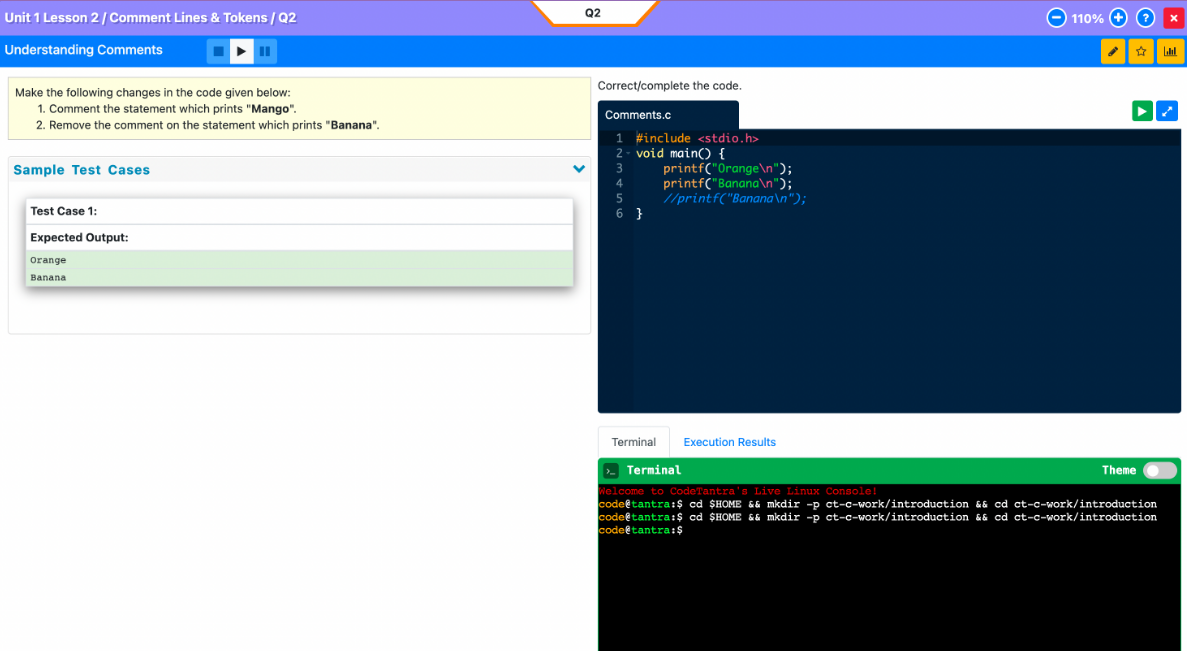 Unit 1 Lesson 2 / Comment Lines & Tokens / Q2
Q2
110%
Understanding Comments
Make the following changes in the code given below:
1. Comment the statement which prints "Mango".
2. Remove the comment on the statement which prints "Banana".
Sample Test Cases
Test Case 1:
Expected Output:
Orange
Banana
Correct/complete the code.
Comments.c
1 #include <stdio.h>
2 void main() {
3 printf("Orange\n");
4 printf("Banana\n");
5 //printf("Banana\n");
6 }
Terminal Execution Results
Terminal Theme
Welcome to CodeTantra's Live Linux Console!
code@tantra:$ cd $HOME && mkdir -p ct-c-work/introduction && cd ct-c-work/introduction
code@tantra:$ cd $HOME && mkdir -p ct-c-work/introduction && cd ct-c-work/introduction
code@tantra:$